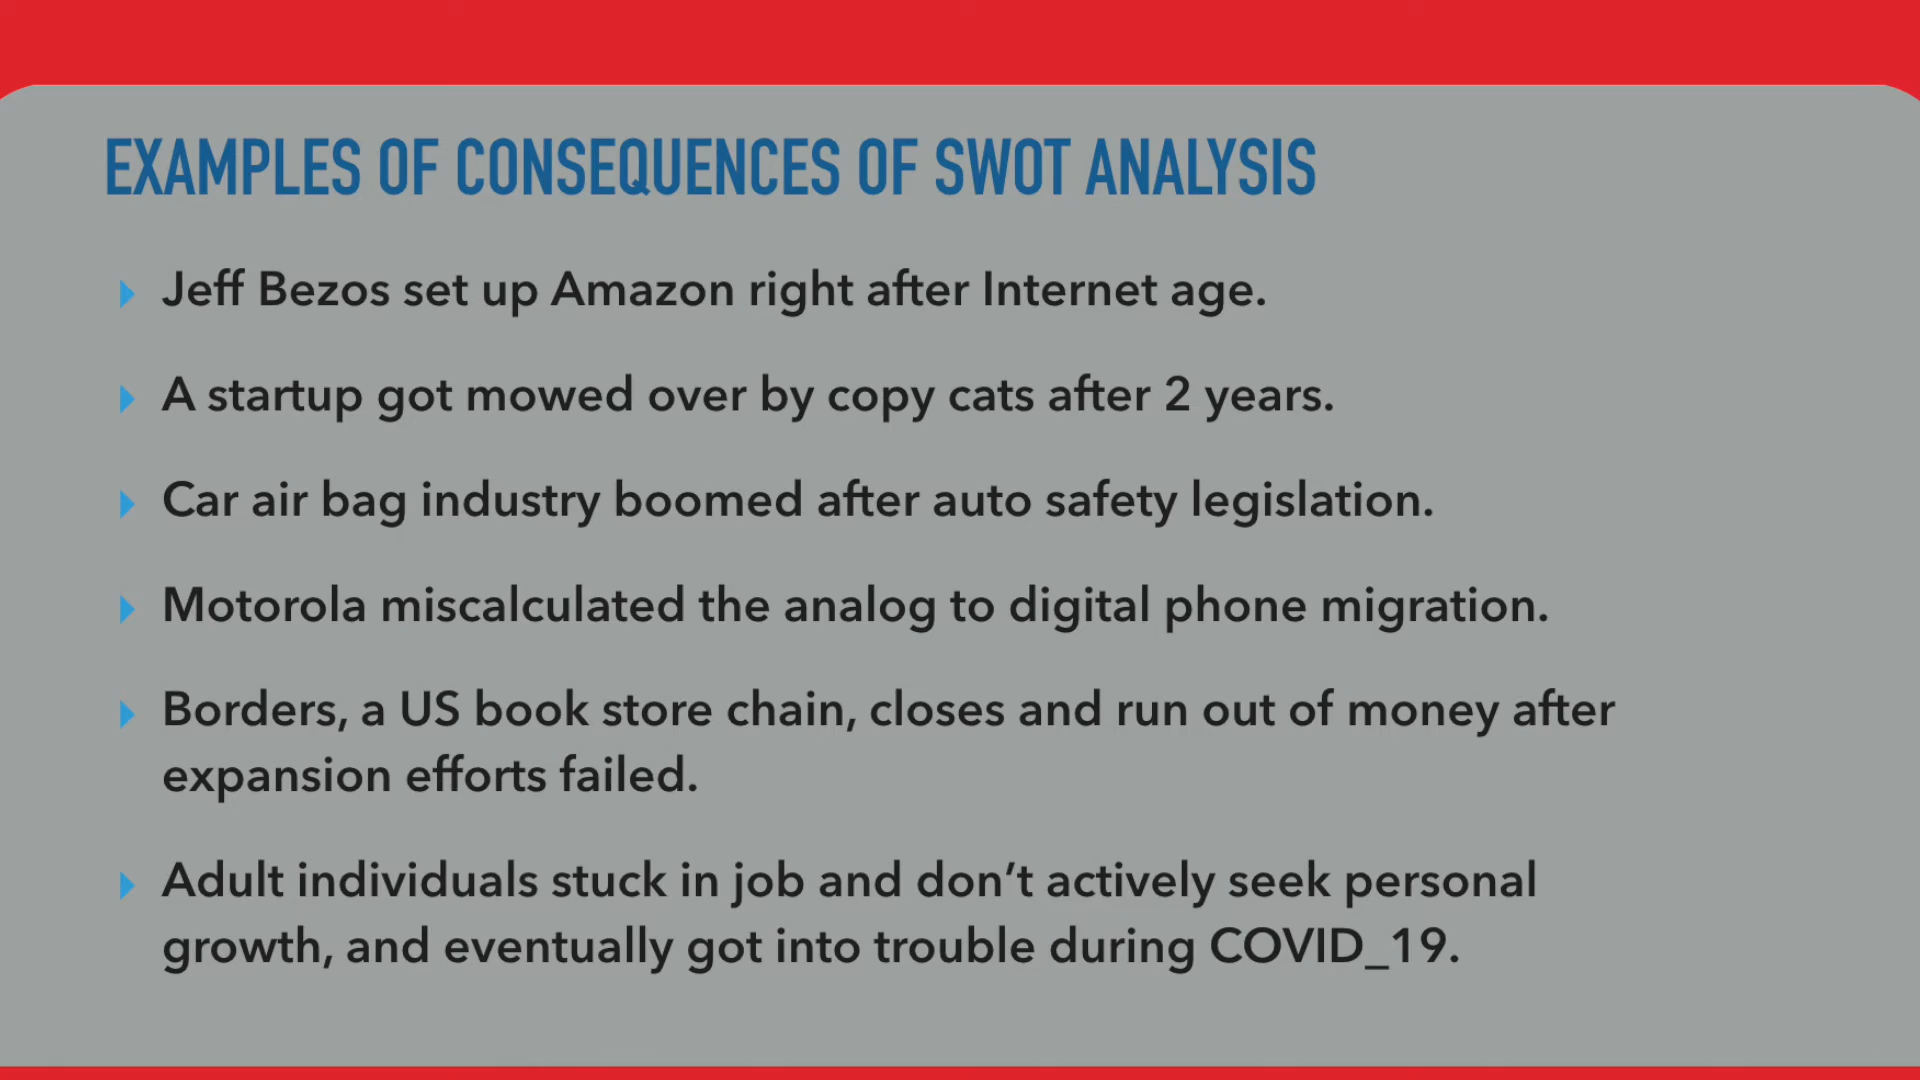 EXAMPLES OF CONSEQUENCES OF SWOT ANALYSIS
Jeff Bezos set up Amazon right after Internet age.
A startup got mowed over by copy cats after 2 years.
Car air bag industry boomed after auto safety legislation.
Motorola miscalculated the analog to digital phone migration.
Borders, a US book store chain, closes and run out of money after
expansion efforts failed.
Adult individuals stuck in job and don’t actively seek personal
growth, and eventually got into trouble during COVID_19.